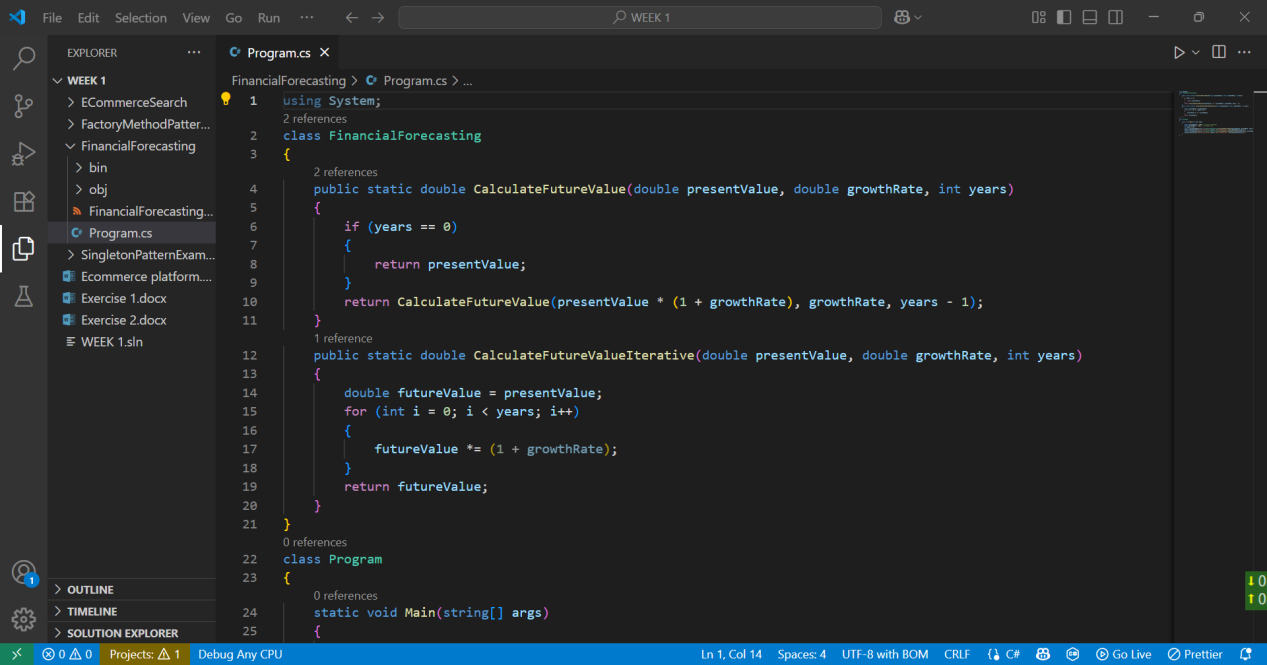 File Edit Selection View Go Run ··· WEEK 1
EXPLORER ···
WEEK 1
ECommerceSearch
FactoryMethodPatter...
FinancialForecasting
bin
obj
FinancialForecasting...
Program.cs
SingletonPatternExam...
Ecommerce platform....
Exercise 1.docx
Exercise 2.docx
WEEK 1.sln
OUTLINE
TIMELINE
SOLUTION EXPLORER
Program.cs
FinancialForecasting > Program.cs > ...
1 using System;
2 references
2 class FinancialForecasting
3 {
2 references
4 public static double CalculateFutureValue(double presentValue, double growthRate, int years)
5 {
6 if (years == 0)
7 {
8 return presentValue;
9 }
10 return CalculateFutureValue(presentValue * (1 + growthRate), growthRate, years - 1);
11 }
1 reference
12 public static double CalculateFutureValueIterative(double presentValue, double growthRate, int years)
13 {
14 double futureValue = presentValue;
15 for (int i = 0; i < years; i++)
16 {
17 futureValue *= (1 + growthRate);
18 }
19 return futureValue;
20 }
21 }
0 references
22 class Program
23 {
0 references
24 static void Main(string[] args)
25 {
1
↓0
↑0
0 0 Projects: 1 Debug Any CPU Ln 1, Col 14 Spaces: 4 UTF-8 with BOM CRLF C# Go Live Prettier